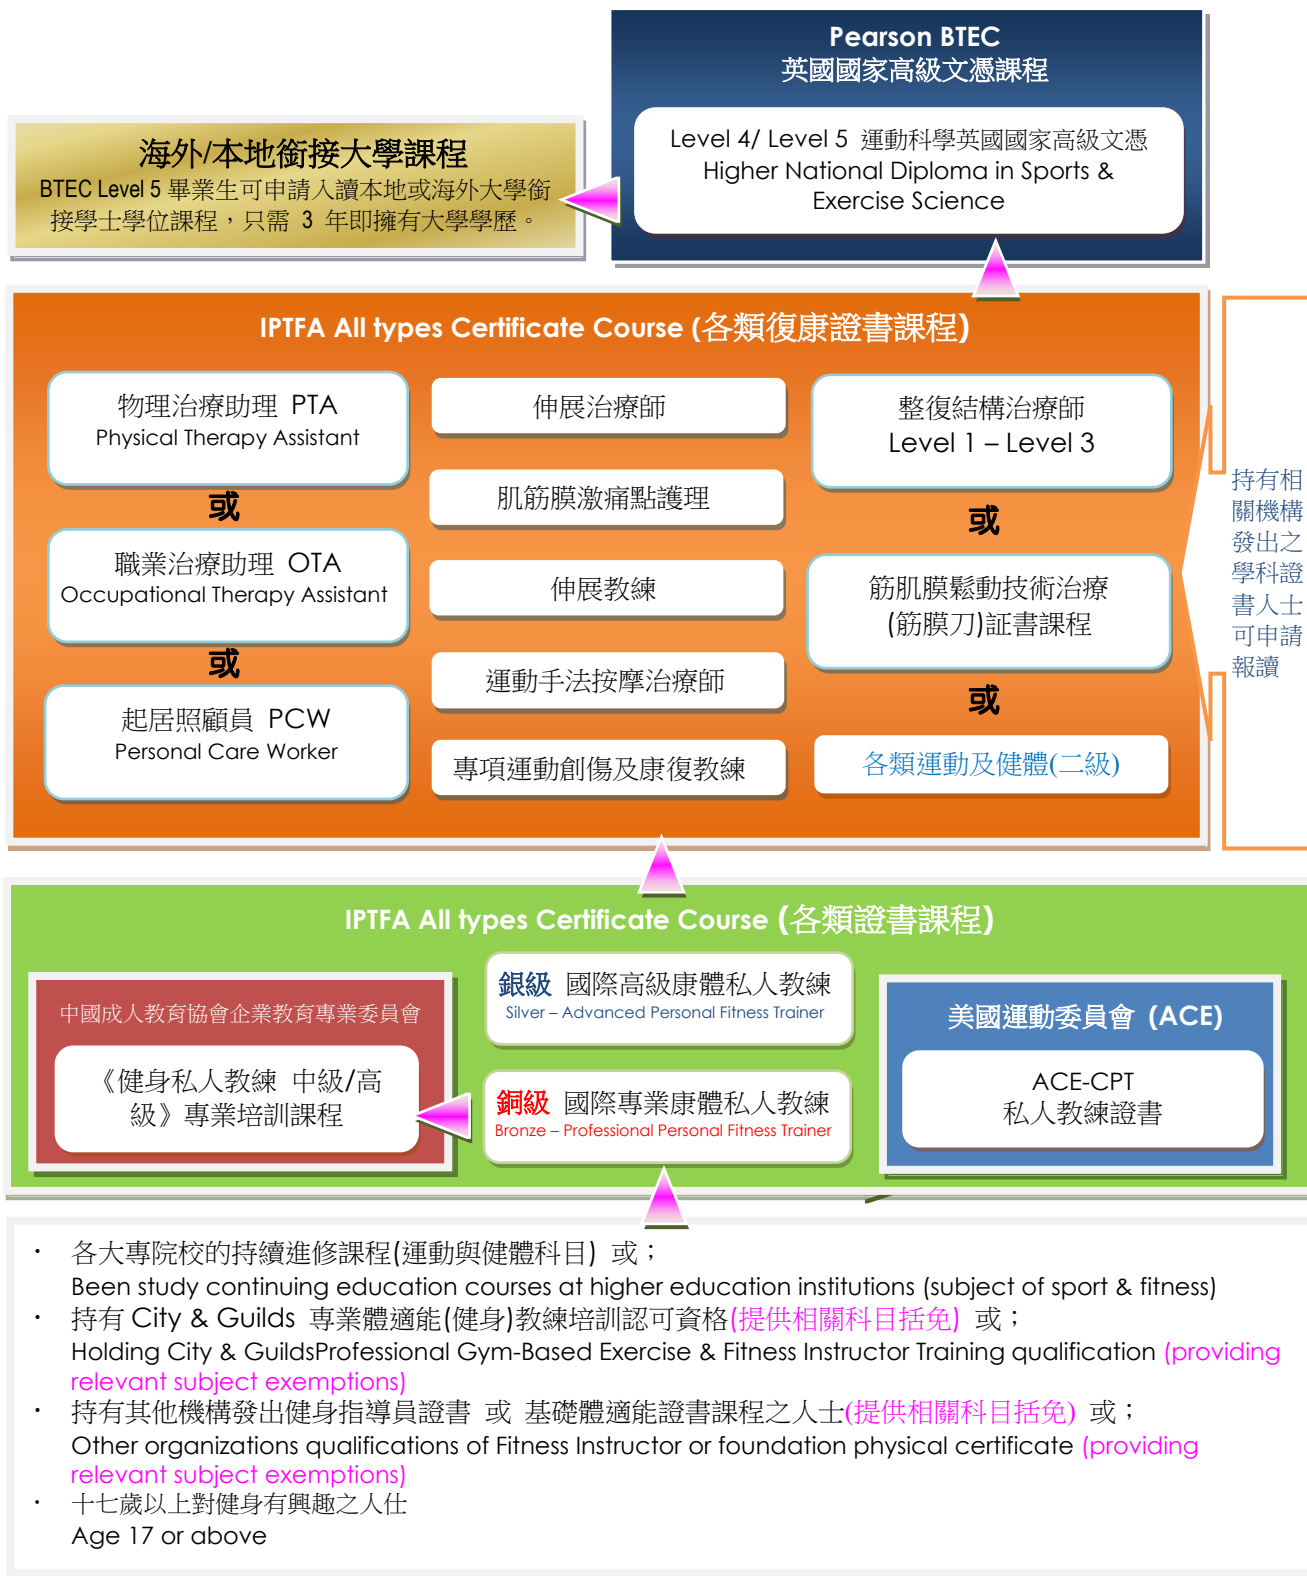 Pearson BTEC
英國國家高級文憑課程
Level 4/ Level 5 運動科學英國國家高級文憑
Higher National Diploma in Sports &
Exercise Science
海外/本地銜接大學課程
BTEC Level 5 畢業生可申請入讀本地或海外大學銜
接學士學位課程，只需 3 年即擁有大學學歷。
IPTFA All types Certificate Course (各類復康證書課程)
物理治療助理 PTA
Physical Therapy Assistant
或
職業治療助理 OTA
Occupational Therapy Assistant
或
起居照顧員 PCW
Personal Care Worker
伸展治療師
肌筋膜激痛點護理
伸展教練
運動手法按摩治療師
專項運動創傷及康復教練
整復結構治療師
Level 1 – Level 3
或
筋肌膜鬆動技術治療
(筋膜刀)証書課程
或
各類運動及健體(二級)
持有相
關機構
發出之
學科證
書人士
可申請
報讀
IPTFA All types Certificate Course (各類證書課程)
中國成人教育協會企業教育專業委員會
《健身私人教練 中級/高
級》專業培訓課程
銀級 國際高級康體私人教練
Silver – Advanced Personal Fitness Trainer
銅級 國際專業康體私人教練
Bronze – Professional Personal Fitness Trainer
美國運動委員會 (ACE)
ACE-CPT
私人教練證書
· 各大專院校的持續進修課程(運動與健體科目) 或；
Been study continuing education courses at higher education institutions (subject of sport & fitness)
· 持有 City & Guilds 專業體適能(健身)教練培訓認可資格(提供相關科目括免) 或；
Holding City & GuildsProfessional Gym-Based Exercise & Fitness Instructor Training qualification (providing
relevant subject exemptions)
· 持有其他機構發出健身指導員證書 或 基礎體適能證書課程之人士(提供相關科目括免) 或；
Other organizations qualifications of Fitness Instructor or foundation physical certificate (providing
relevant subject exemptions)
· 十七歲以上對健身有興趣之人仕
Age 17 or above